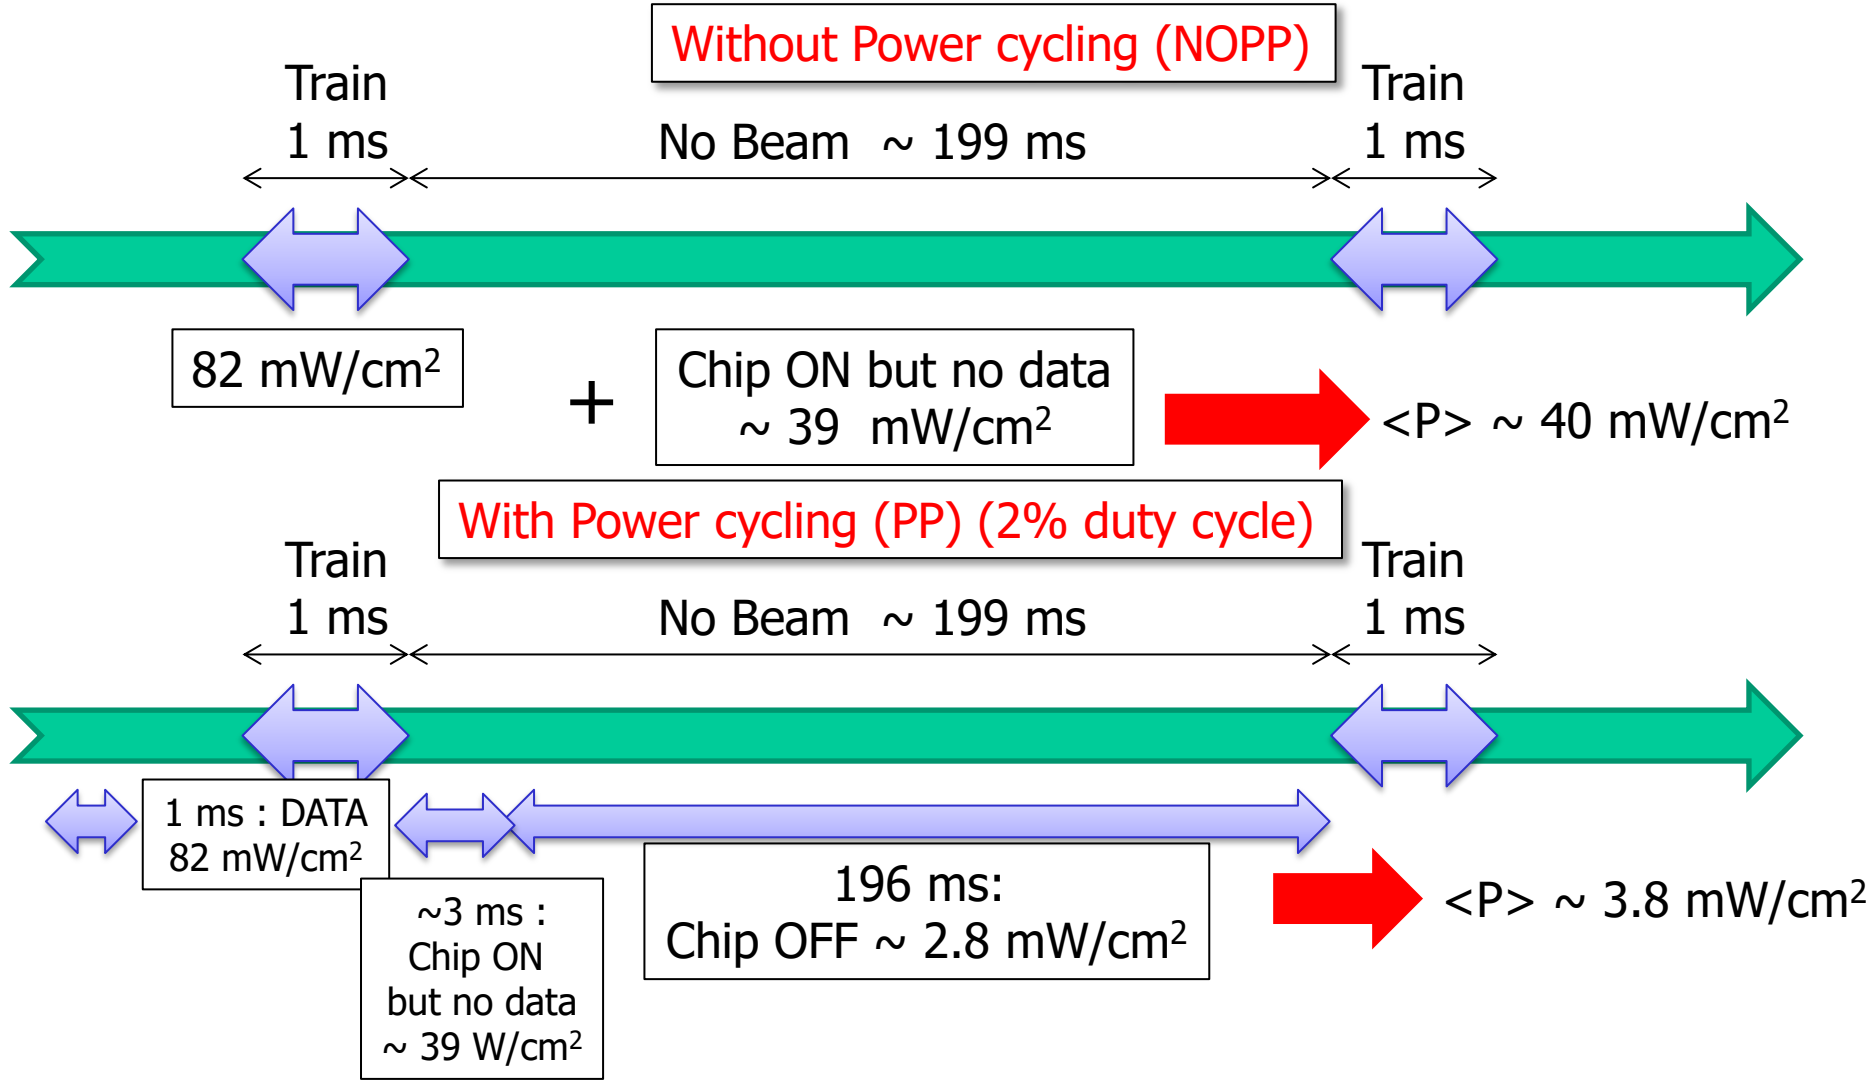 Without Power cycling (NOPP)
Train
1 ms
No Beam ~ 199 ms
Train
1 ms
82 mW/cm²
+
Chip ON but no data
~ 39 mW/cm²
<P> ~ 40 mW/cm²
With Power cycling (PP) (2% duty cycle)
Train
1 ms
No Beam ~ 199 ms
Train
1 ms
1 ms : DATA
82 mW/cm²
~3 ms :
Chip ON
but no data
~ 39 W/cm²
196 ms:
Chip OFF ~ 2.8 mW/cm²
<P> ~ 3.8 mW/cm²